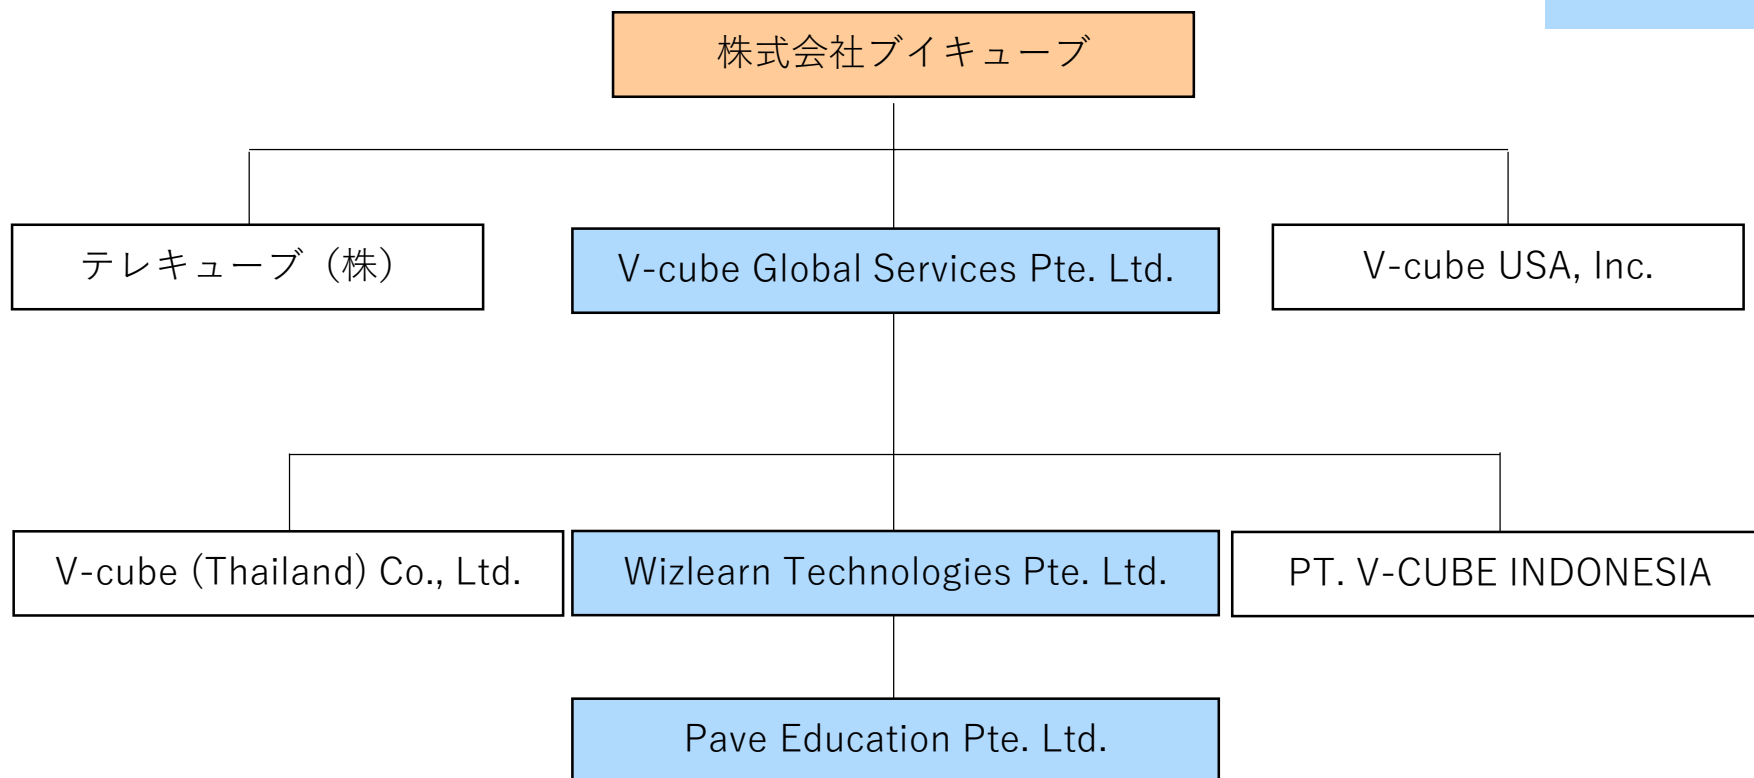 株式会社ブイキューブ
テレキューブ（株）
V-cube Global Services Pte. Ltd.
V-cube USA, Inc.
V-cube (Thailand) Co., Ltd.
Wizlearn Technologies Pte. Ltd.
PT. V-CUBE INDONESIA
Pave Education Pte. Ltd.